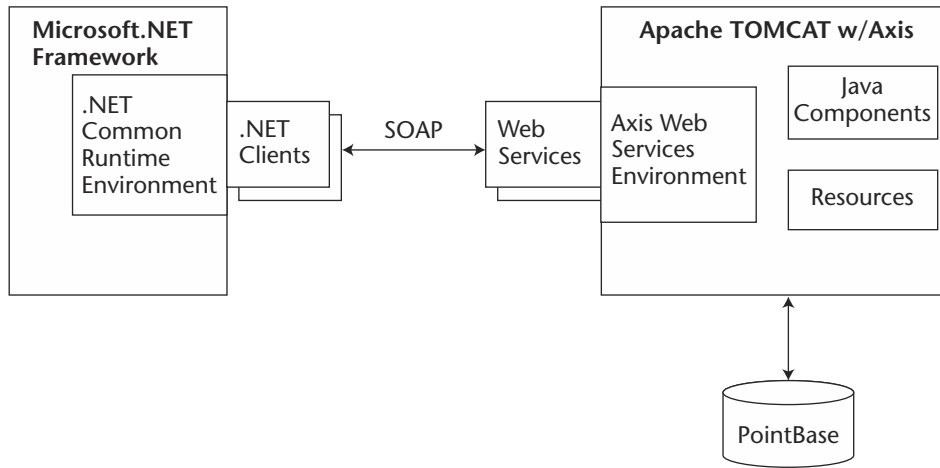 Microsoft.NET
Framework
.NET
Common
Runtime
Environment
.NET
Clients
SOAP
Web
Services
Apache TOMCAT w/Axis
Axis Web
Services
Environment
Java
Components
Resources
PointBase